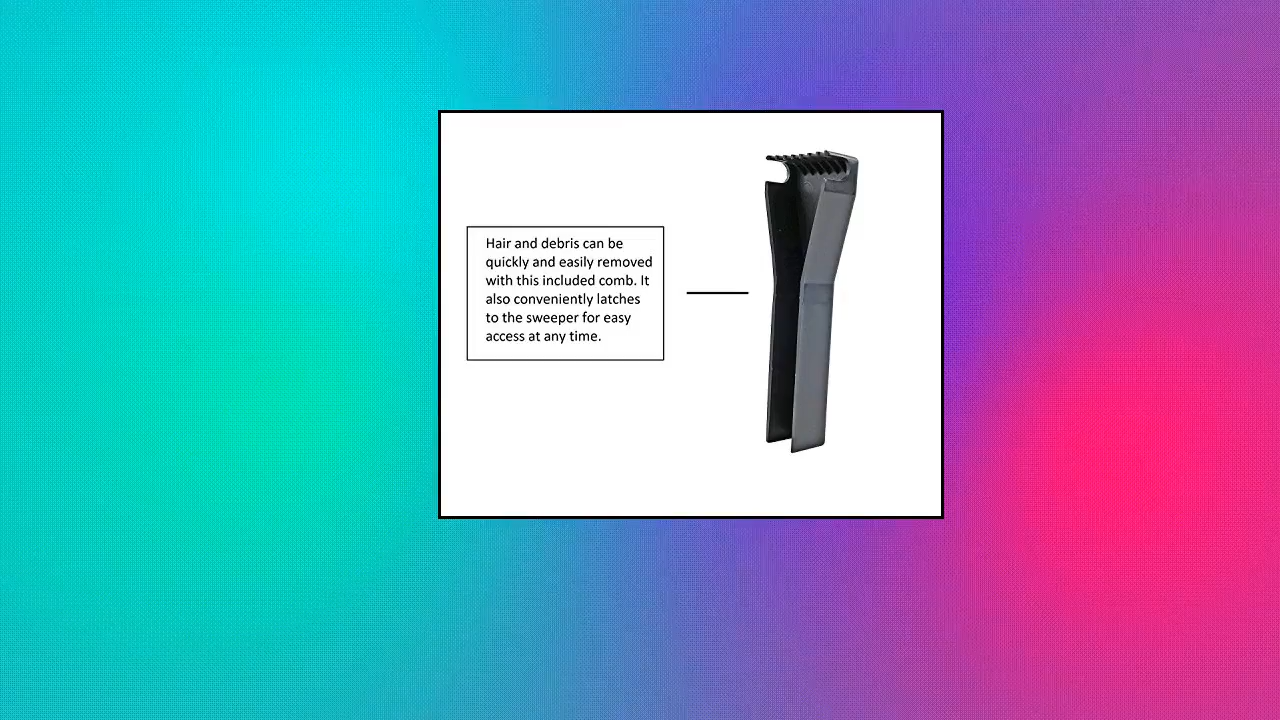 Hair and debris can be
quickly and easily removed
with this included comb. It
also conveniently latches
to the sweeper for easy
access at any time.